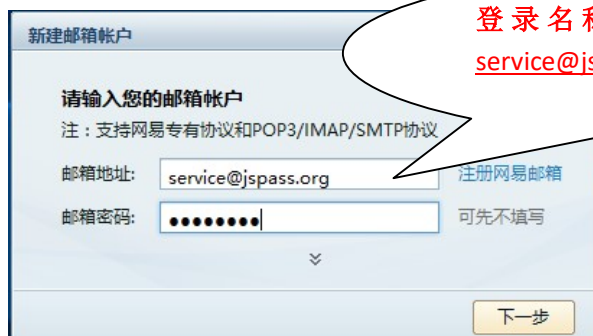 登录名称
service@js
新建邮箱帐户
请输入您的邮箱帐户
注：支持网易专有协议和POP3/IMAP/SMTP协议
邮箱地址: service@jspass.org 注册网易邮箱
邮箱密码: ●●●●●●●● 可先不填写
下一步